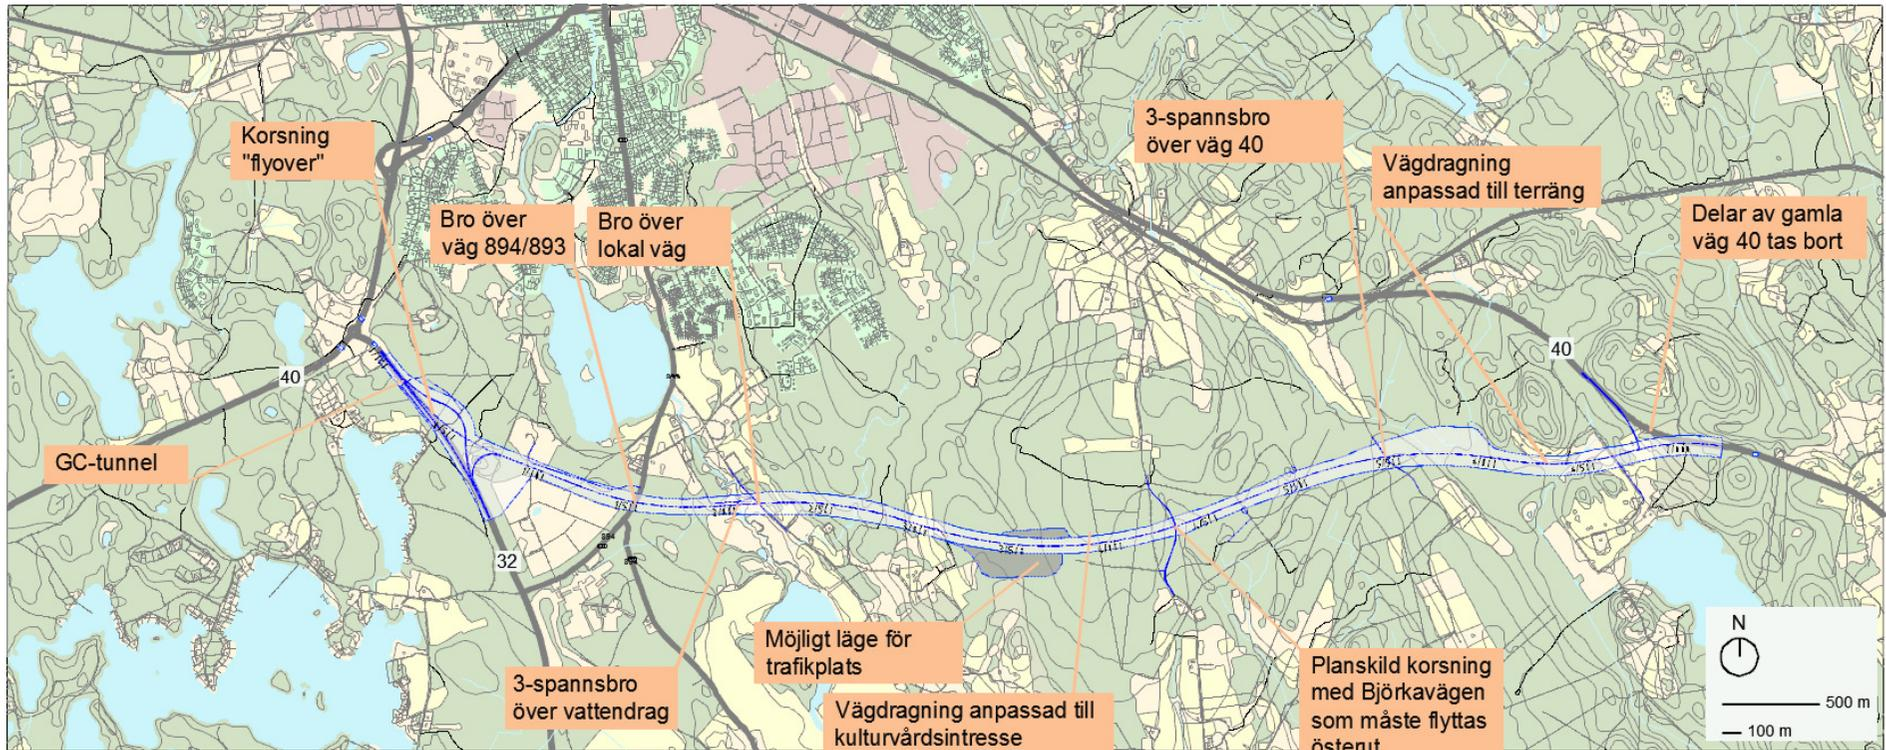 Korsning
"flyover"
Bro över
väg 894/893
Bro över
lokal väg
3-spannsbro
över väg 40
Vägdragning
anpassad till terräng
Delar av gamla
väg 40 tas bort
40
40
GC-tunnel
32
894
Möjligt läge för
trafikplats
3-spannsbro
över vattendrag
Vägdragning anpassad till
kulturvårdsintresse
Planskild korsning
med Björkavägen
som måste flyttas
österut
N
500 m
100 m